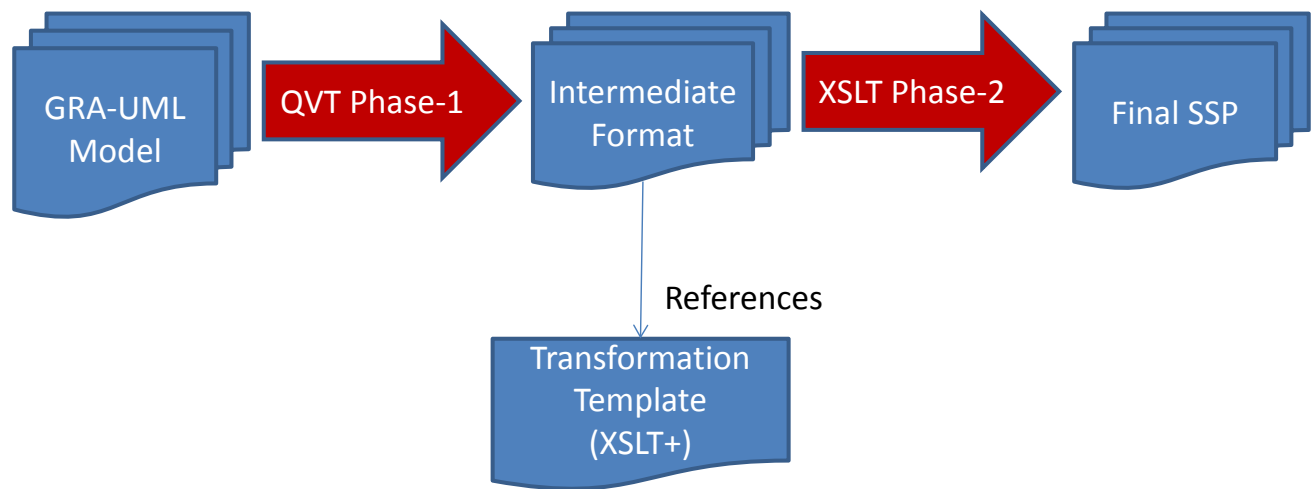 GRA-UML
Model
QVT Phase-1
Intermediate
Format
XSLT Phase-2
Final SSP
References
Transformation
Template
(XSLT+)